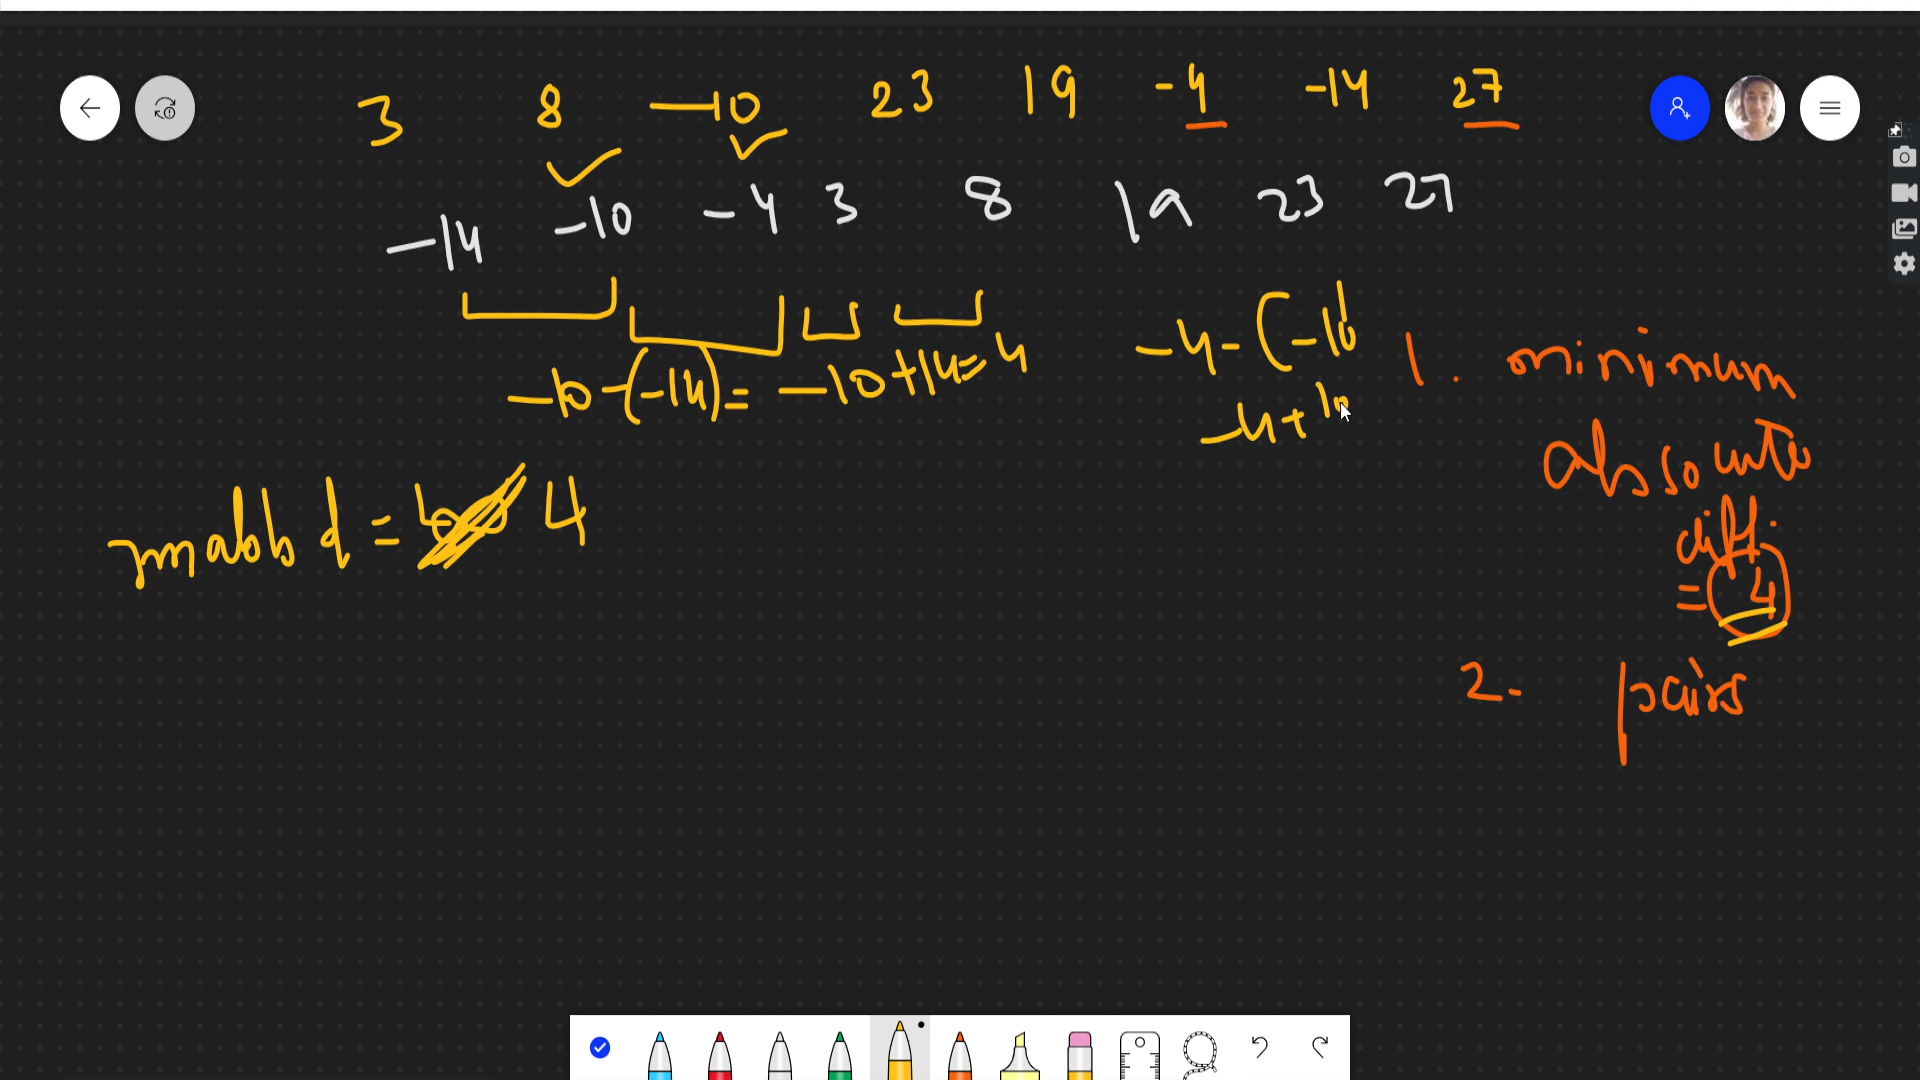 3 8 -10 23 19 -4 -14 27
-14 -10 -4 3 8 19 23 27
-10-(-14)= -10+14=4
-4-(-10
-4+10
4
1. minimum
absolute
diff.
= 4
2. pairs